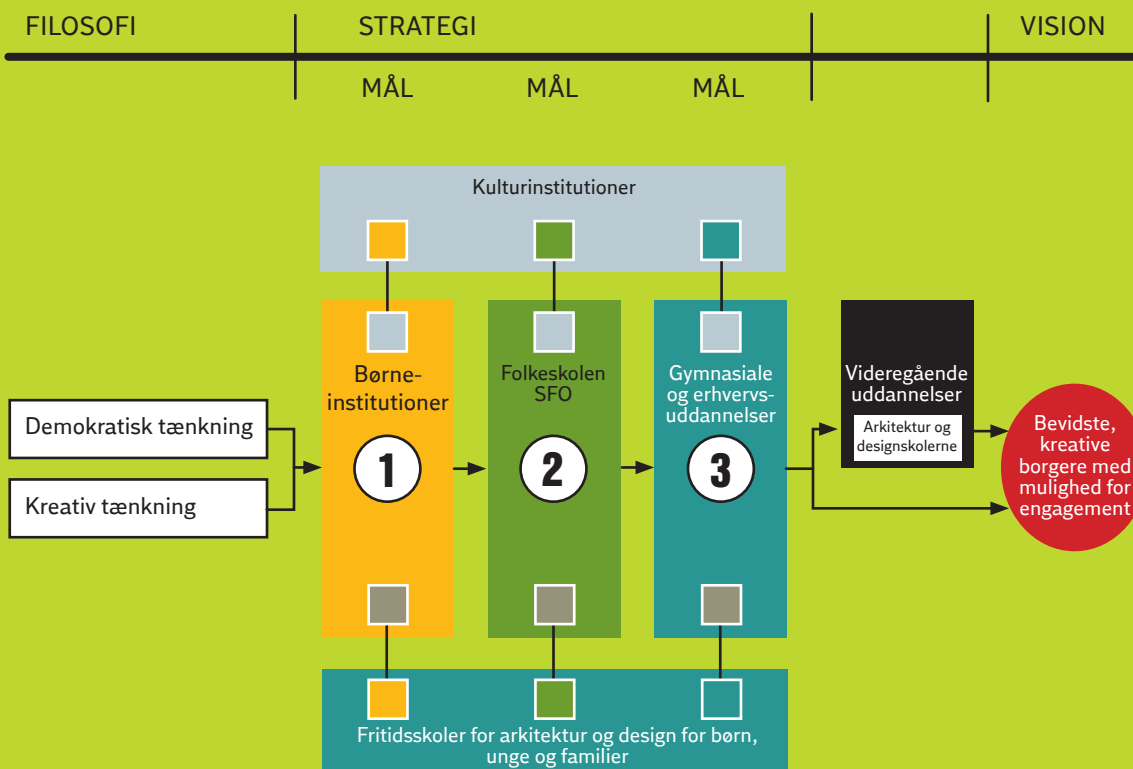 FILOSOFI
STRATEGI
VISION
MÅL
MÅL
MÅL
Kulturinstitutioner
Børne-
institutioner
1
Folkeskolen
SFO
2
Gymnasiale
og erhvervs-
uddannelser
3
Videregående
uddannelser
Arkitektur og
designskolerne
Demokratisk tænkning
Kreativ tænkning
Bevidste,
kreative
borgere med
mulighed for
engagement
Fritidsskoler for arkitektur og design for børn,
unge og familier